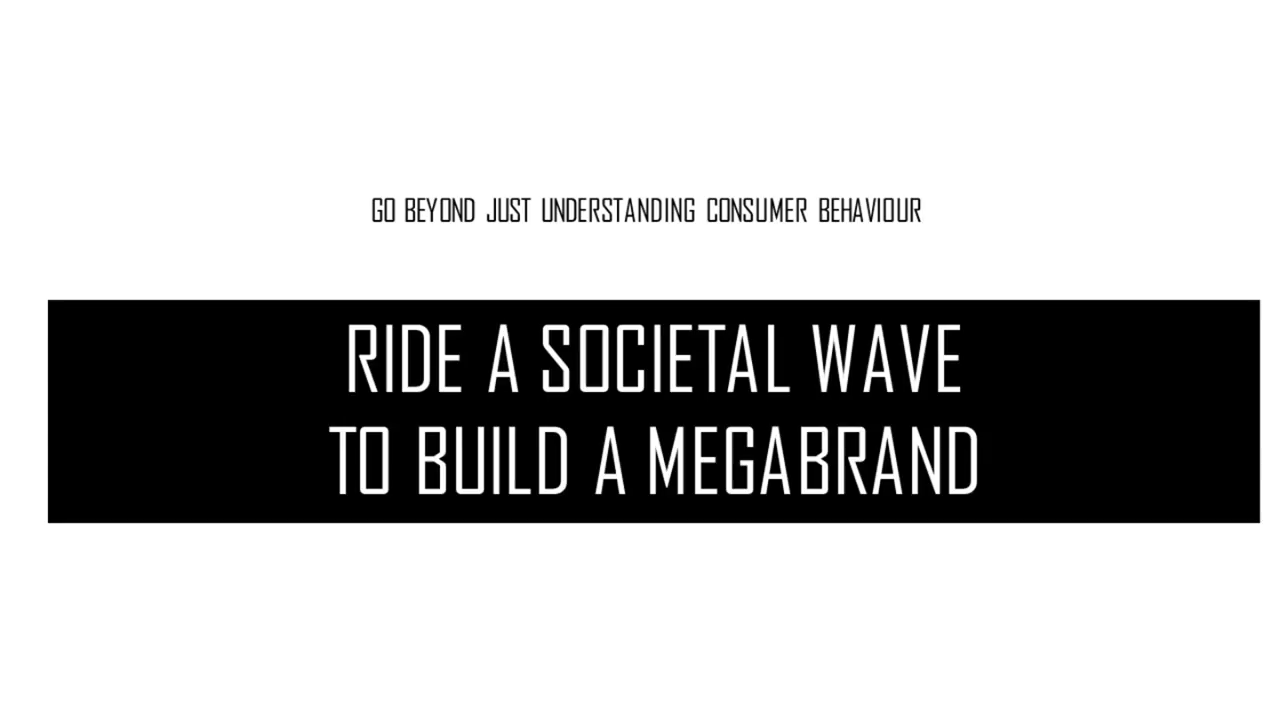 GO BEYOND JUST UNDERSTANDING CONSUMER BEHAVIOUR
RIDE A SOCIETAL WAVE
TO BUILD A MEGABRAND